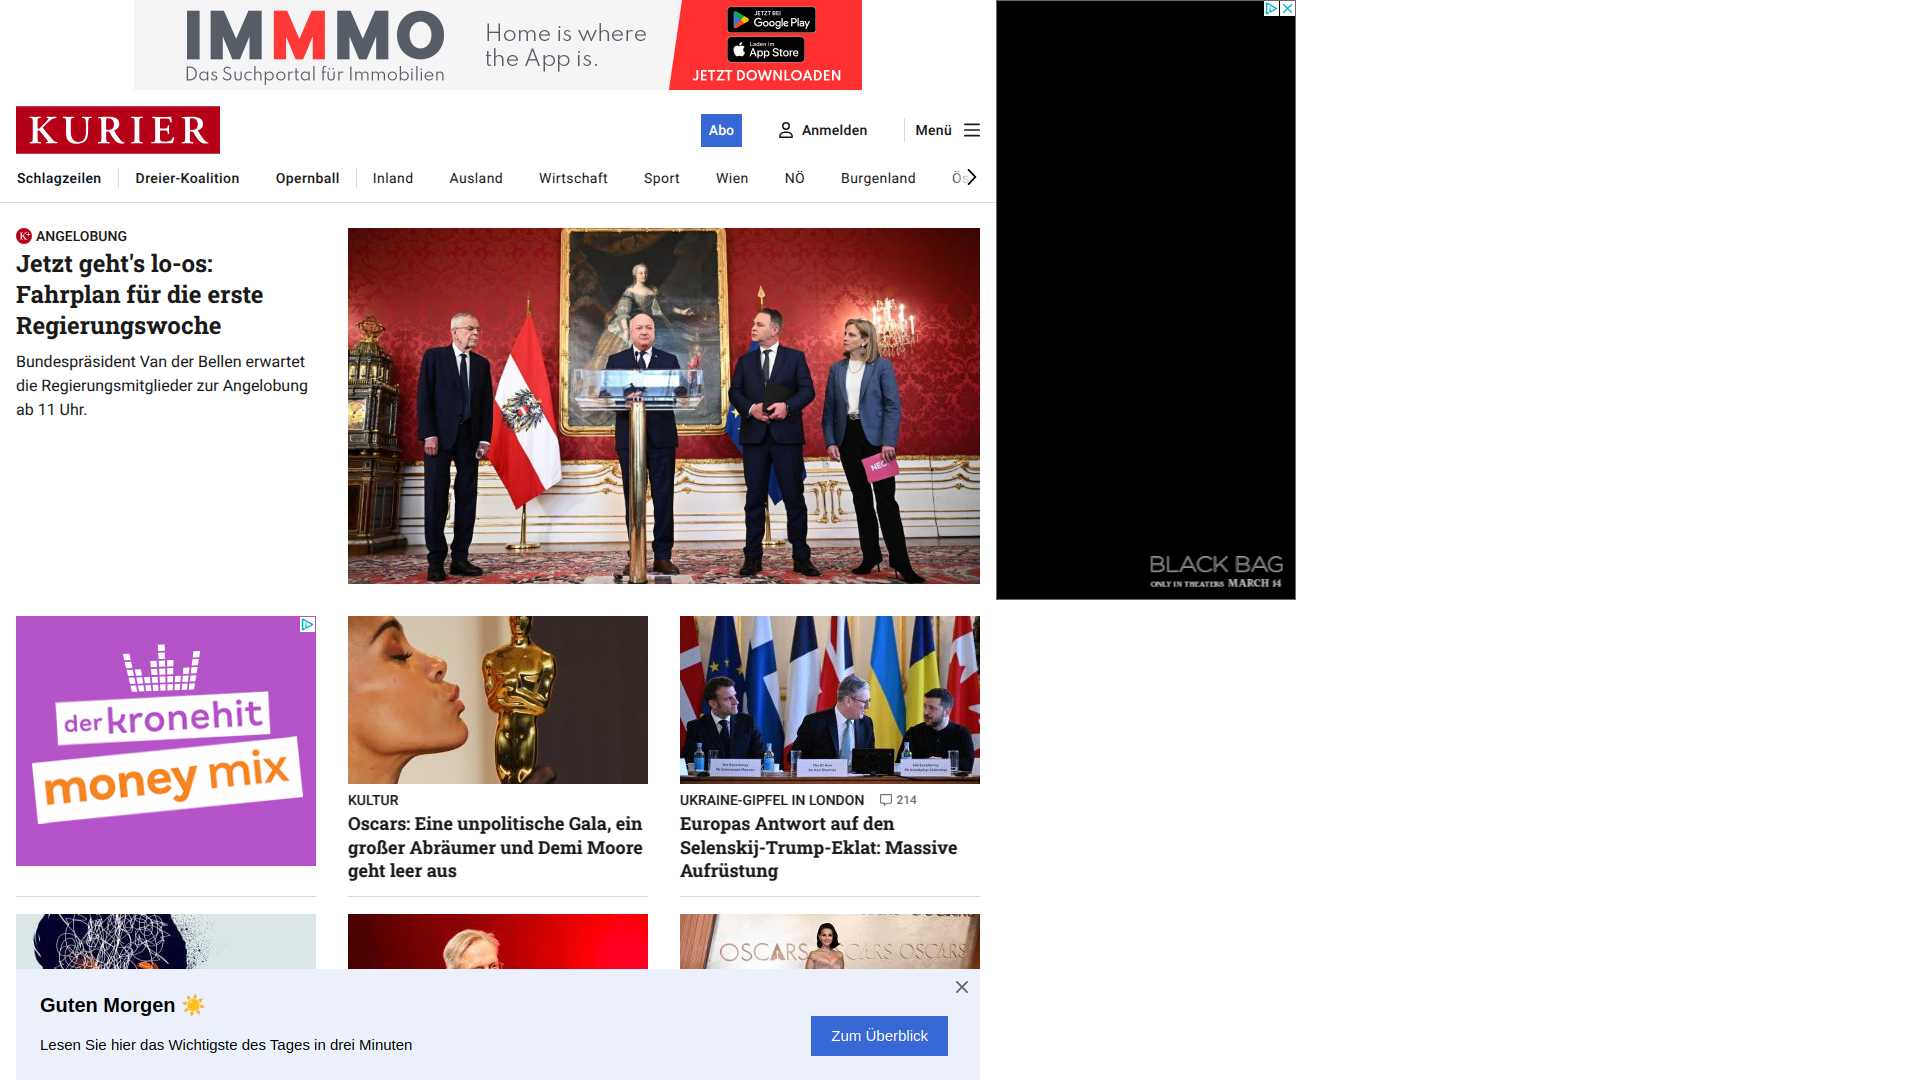 IMMMO
Das Suchportal für Immobilien
Home is where
the App is.
JETZT BEI
Google Play
Laden im
App Store
JETZT DOWNLOADEN
KURIER
Abo
Anmelden
Menü
Schlagzeilen
Dreier-Koalition
Opernball
Inland
Ausland
Wirtschaft
Sport
Wien
NÖ
Burgenland
Ös
K+ ANGELOBUNG
Jetzt geht's lo-os:
Fahrplan für die erste
Regierungswoche
Bundespräsident Van der Bellen erwartet
die Regierungsmitglieder zur Angelobung
ab 11 Uhr.
BLACK BAG
ONLY IN THEATERS MARCH 14
der kronehit
money mix
KULTUR
Oscars: Eine unpolitische Gala, ein
großer Abräumer und Demi Moore
geht leer aus
UKRAINE-GIPFEL IN LONDON 214
Europas Antwort auf den
Selenskij-Trump-Eklat: Massive
Aufrüstung
OSCARS OSCARS OSCARS
Guten Morgen ☀️
Lesen Sie hier das Wichtigste des Tages in drei Minuten
Zum Überblick